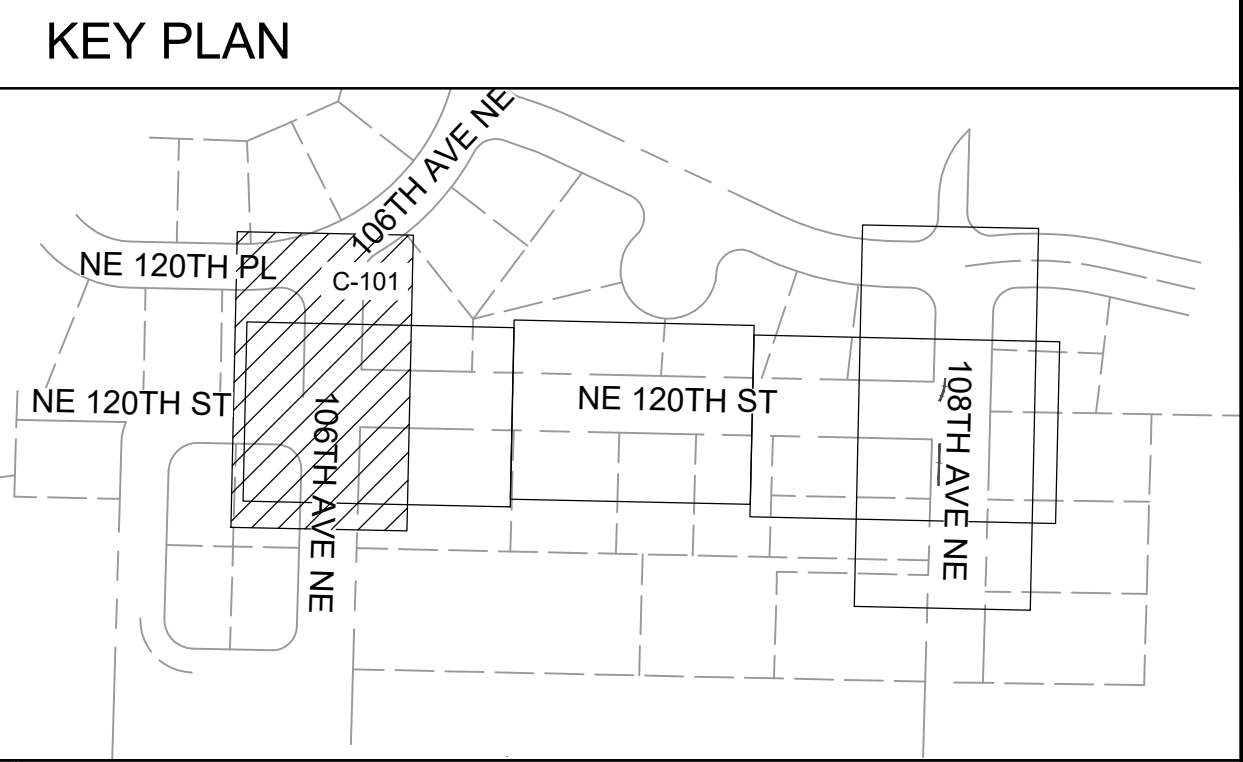 KEY PLAN
106TH AVE NE
NE 120TH PL
C-101
NE 120TH ST
NE 120TH ST
106TH AVE NE
108TH AVE NE